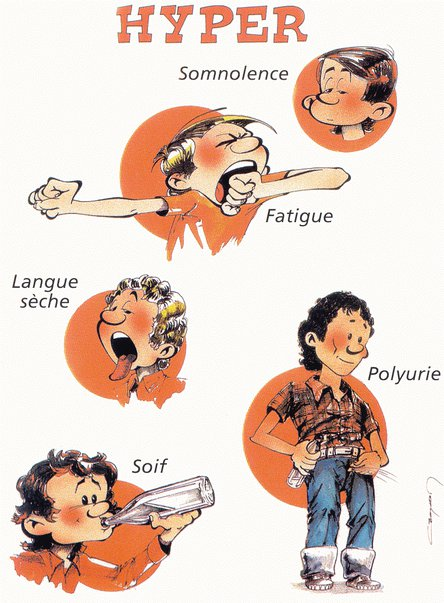 HYPER
Somnolence
Fatigue
Langue
sèche
Polyurie
Soif